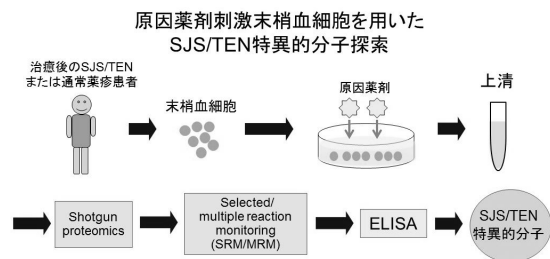 原因薬剤刺激末梢血細胞を用いた
SJS/TEN特異的分子探索
治癒後のSJS/TEN
または通常薬疹患者
末梢血細胞
原因薬剤
上清
Shotgun
proteomics
Selected/
multiple reaction
monitoring
(SRM/MRM)
ELISA
SJS/TEN
特異的分子